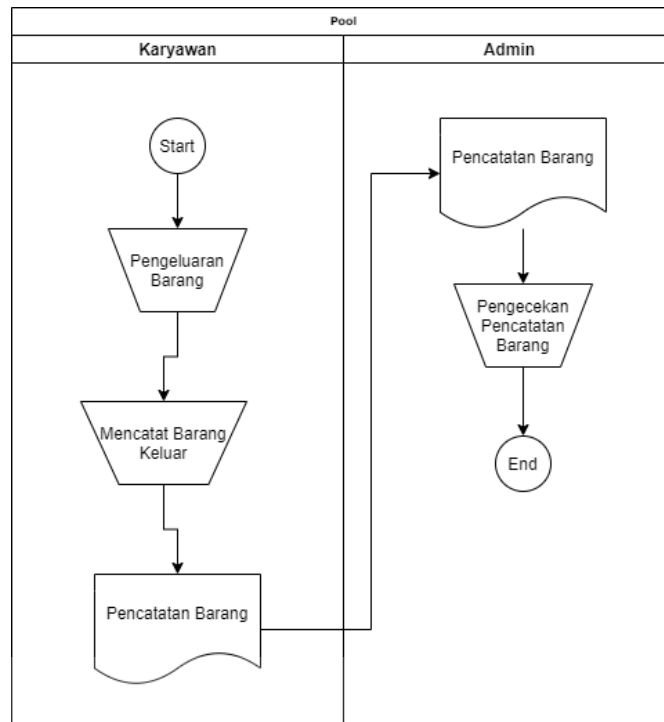 Pool
Karyawan
Admin
Start
Pengeluaran
Barang
Mencatat Barang
Keluar
Pencatatan Barang
Pencatatan Barang
Pengecekan
Pencatatan
Barang
End